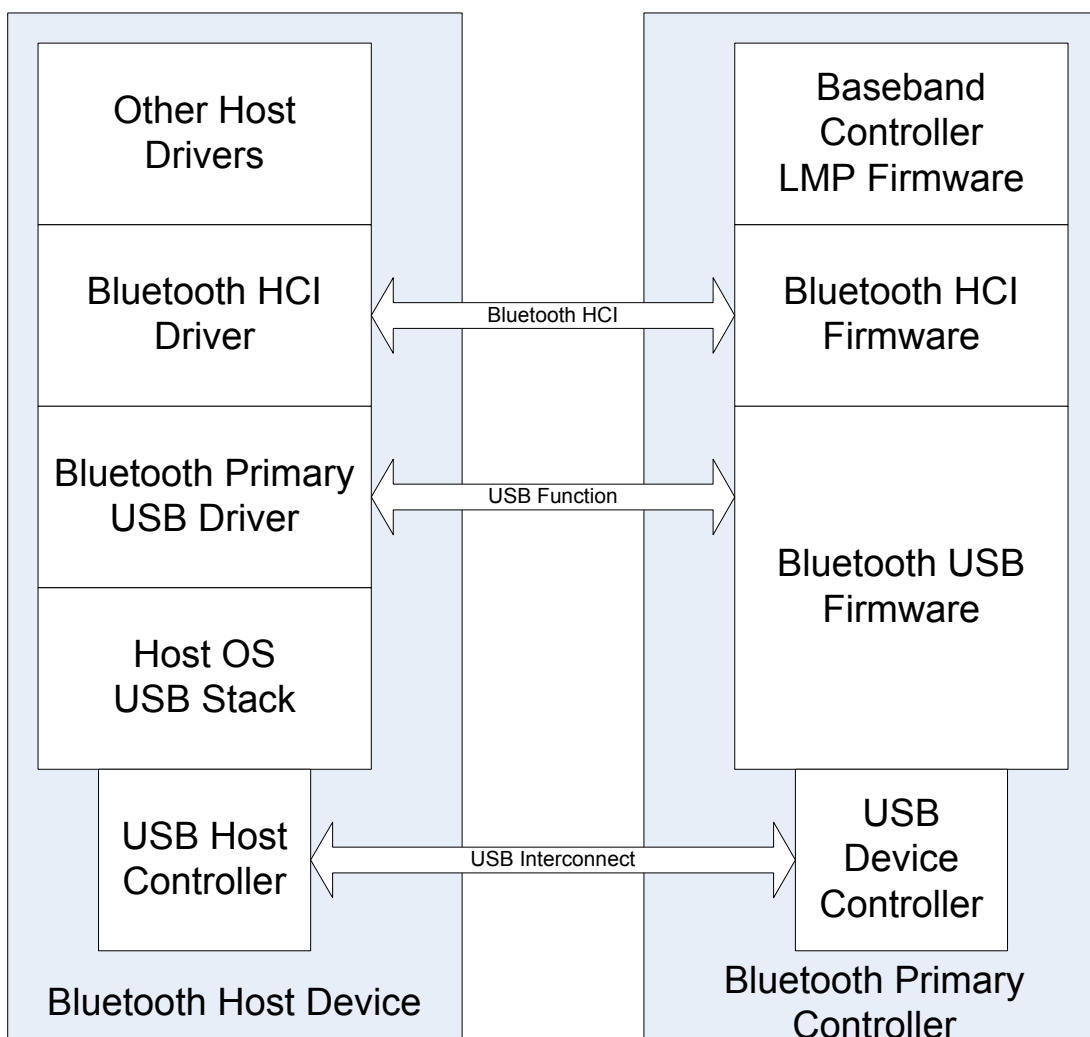 Other Host
Drivers
Bluetooth HCI
Driver
Bluetooth Primary
USB Driver
Host OS
USB Stack
USB Host
Controller
Bluetooth Host Device
Bluetooth HCI
USB Function
USB Interconnect
Baseband
Controller
LMP Firmware
Bluetooth HCI
Firmware
Bluetooth USB
Firmware
USB
Device
Controller
Bluetooth Primary
Controller